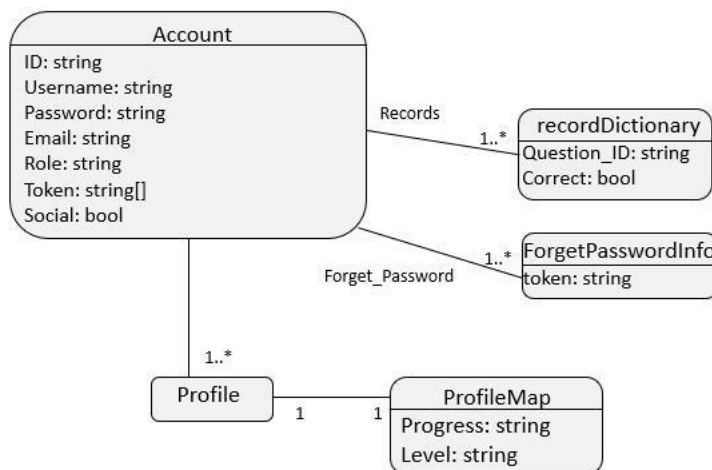 Account
ID: string
Username: string
Password: string
Email: string
Role: string
Token: string[]
Social: bool
Records
1..*
recordDictionary
Question_ID: string
Correct: bool
Forget_Password
1..*
ForgetPasswordInfo
token: string
1..*
Profile
1
1
ProfileMap
Progress: string
Level: string